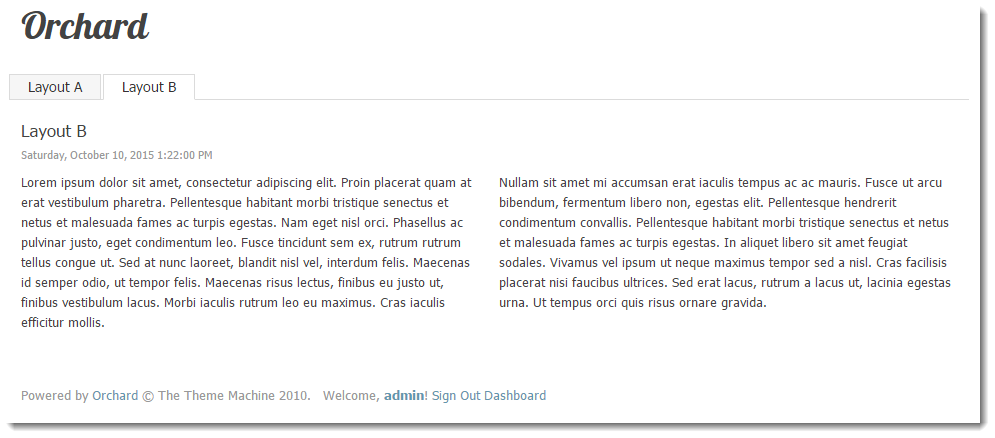 Orchard
Layout A
Layout B
Layout B
Saturday, October 10, 2015 1:22:00 PM
Lorem ipsum dolor sit amet, consectetur adipiscing elit. Proin placerat quam at
erat vestibulum pharetra. Pellentesque habitant morbi tristique senectus et
netus et malesuada fames ac turpis egestas. Nam eget nisl orci. Phasellus ac
pulvinar justo, eget condimentum leo. Fusce tincidunt sem ex, rutrum rutrum
tellus congue ut. Sed at nunc laoreet, blandit nisl vel, interdum felis. Maecenas
id semper odio, ut tempor felis. Maecenas risus lectus, finibus eu justo ut,
finibus vestibulum lacus. Morbi iaculis rutrum leo eu maximus. Cras iaculis
efficitur mollis.
Nullam sit amet mi accumsan erat iaculis tempus ac ac mauris. Fusce ut arcu
bibendum, fermentum libero non, egestas elit. Pellentesque hendrerit
condimentum convallis. Pellentesque habitant morbi tristique senectus et netus
et malesuada fames ac turpis egestas. In aliquet libero sit amet feugiat
sodales. Vivamus vel ipsum ut neque maximus tempor sed a nisl. Cras facilisis
placerat nisi faucibus ultrices. Sed erat lacus, rutrum a lacus ut, lacinia egestas
urna. Ut tempus orci quis risus ornare gravida.
Powered by Orchard © The Theme Machine 2010. Welcome, admin! Sign Out Dashboard